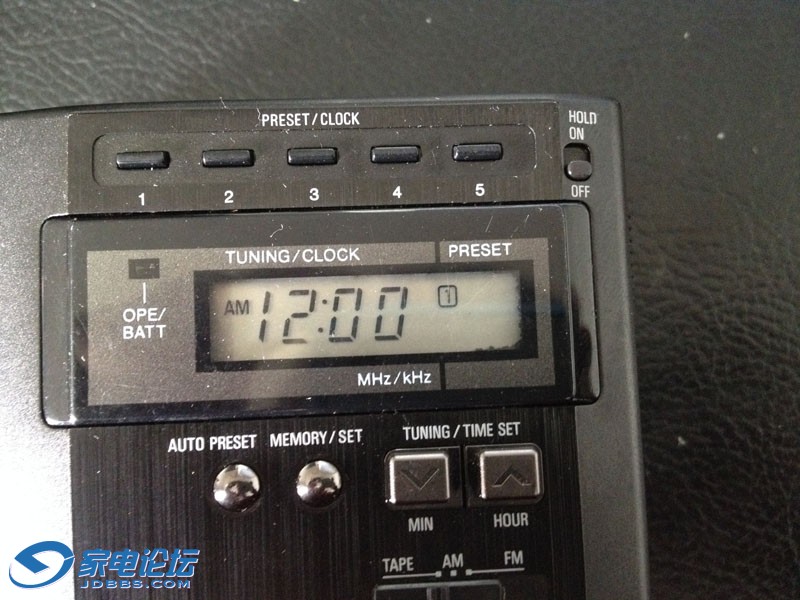 PRESET/CLOCK
HOLD
ON
1 2 3 4 5
OFF
TUNING/CLOCK PRESET
AM 12:00 1
OPE/
BATT
MHz/kHz
AUTO PRESET MEMORY/SET TUNING/TIME SET
MIN HOUR
TAPE AM FM
家电论坛
JDBBS.COM